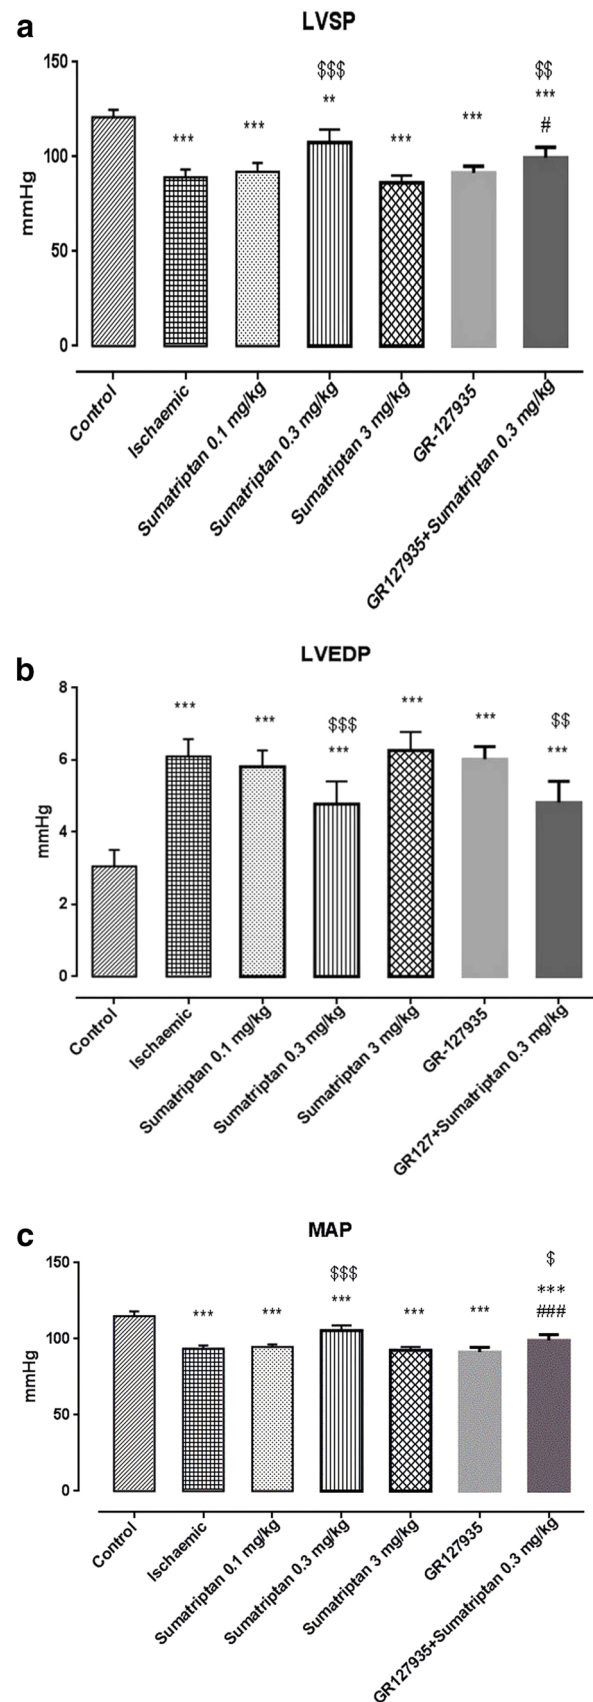 a
LVSP
150
100
50
0
mmHg
$$$
$$
***
***
**
***
***
***
#
Control
Ischaemic
Sumatriptan 0.1 mg/kg
Sumatriptan 0.3 mg/kg
Sumatriptan 3 mg/kg
GR-127935
GR127935+Sumatriptan 0.3 mg/kg
b
LVEDP
8
6
4
2
0
mmHg
***
***
$$$
***
***
***
$$
***
Control
Ischaemic
Sumatriptan 0.1 mg/kg
Sumatriptan 0.3 mg/kg
Sumatriptan 3 mg/kg
GR-127935
GR127+Sumatriptan 0.3 mg/kg
c
MAP
150
100
50
0
mmHg
***
***
$$$
***
***
***
$
***
###
Control
Ischaemic
Sumatriptan 0.1 mg/kg
Sumatriptan 0.3 mg/kg
Sumatriptan 3 mg/kg
GR127935
GR127935+Sumatriptan 0.3 mg/kg